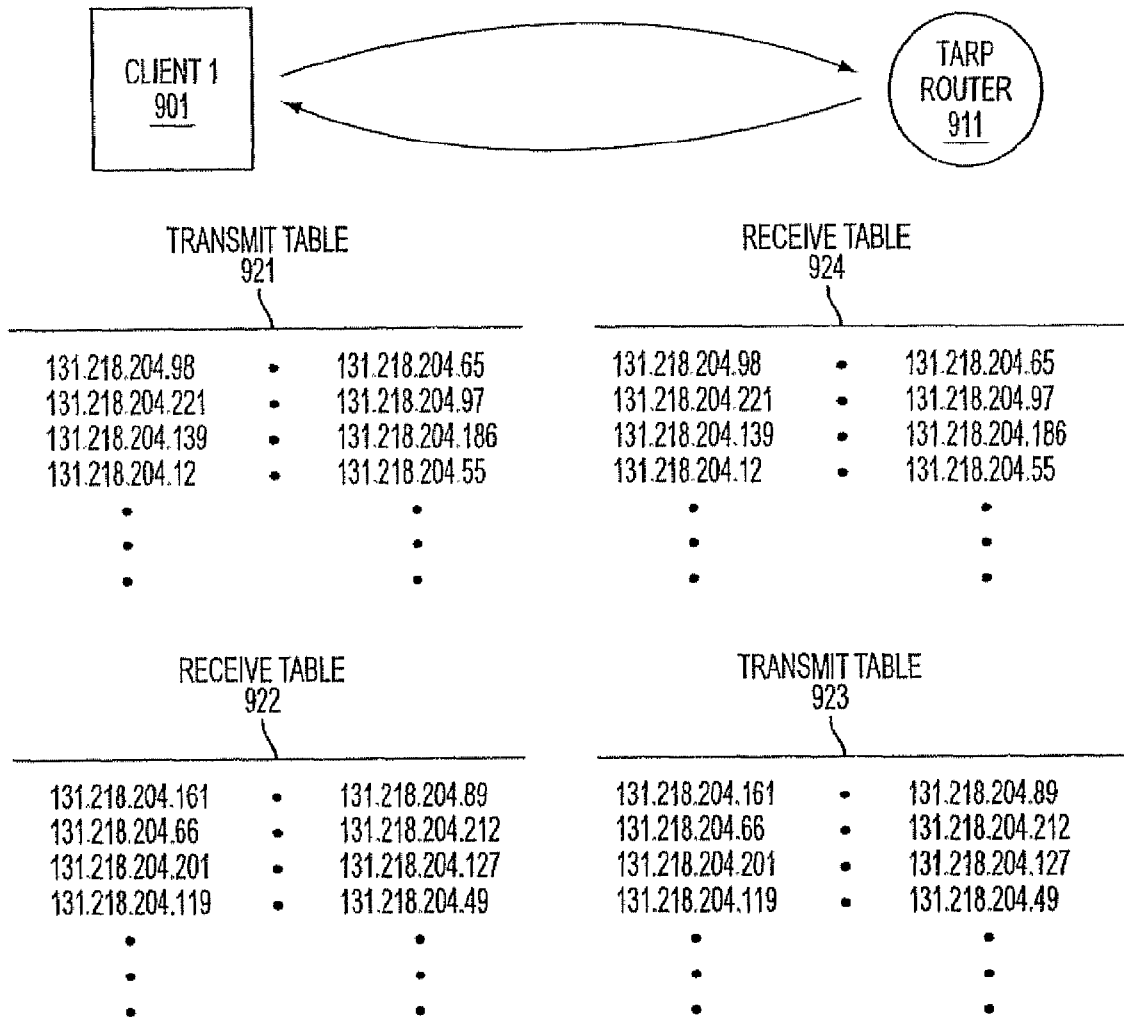 CLIENT 1
901
TARP
ROUTER
911
TRANSMIT TABLE
921
131.218.204.98 • 131.218.204.65
131.218.204.221 • 131.218.204.97
131.218.204.139 • 131.218.204.186
131.218.204.12 • 131.218.204.55
RECEIVE TABLE
924
131.218.204.98 • 131.218.204.65
131.218.204.221 • 131.218.204.97
131.218.204.139 • 131.218.204.186
131.218.204.12 • 131.218.204.55
RECEIVE TABLE
922
131.218.204.161 • 131.218.204.89
131.218.204.66 • 131.218.204.212
131.218.204.201 • 131.218.204.127
131.218.204.119 • 131.218.204.49
TRANSMIT TABLE
923
131.218.204.161 • 131.218.204.89
131.218.204.66 • 131.218.204.212
131.218.204.201 • 131.218.204.127
131.218.204.119 • 131.218.204.49